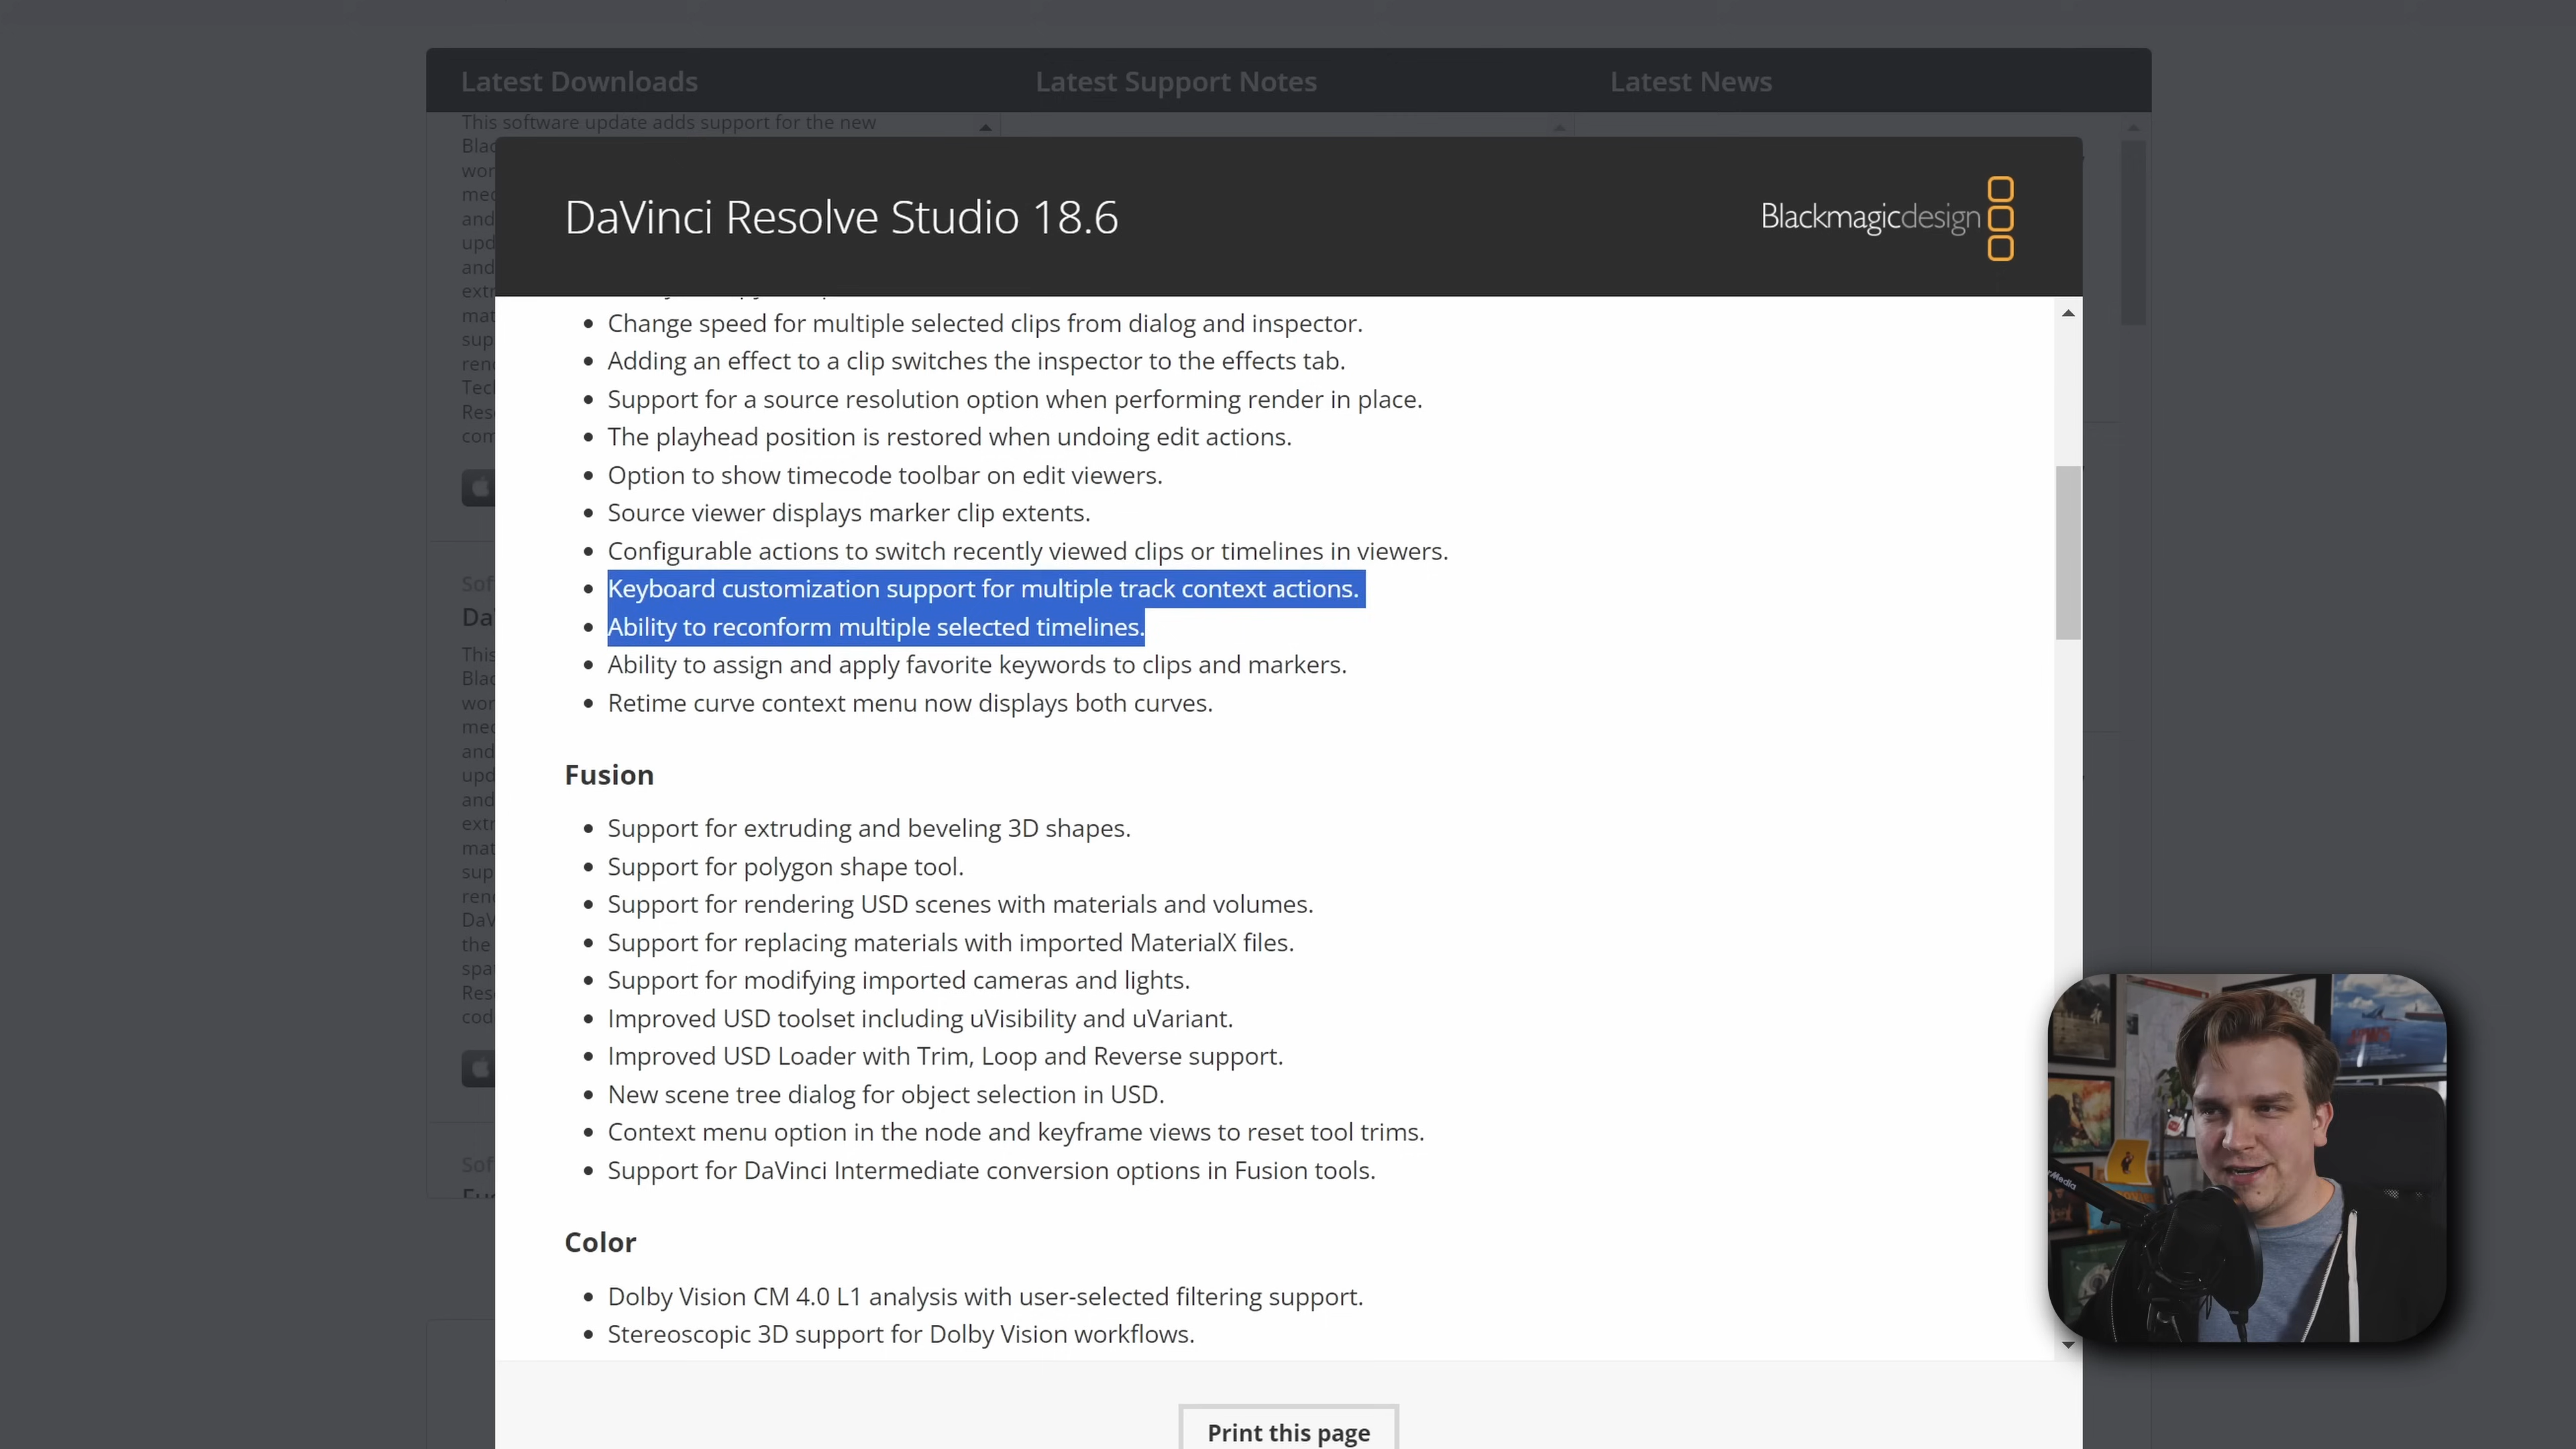 Latest Downloads
Latest Support Notes
Latest News
This software update adds support for the new
DaVinci Resolve Studio 18.6
Blackmagicdesign
Change speed for multiple selected clips from dialog and inspector.
Adding an effect to a clip switches the inspector to the effects tab.
Support for a source resolution option when performing render in place.
The playhead position is restored when undoing edit actions.
Option to show timecode toolbar on edit viewers.
Source viewer displays marker clip extents.
Configurable actions to switch recently viewed clips or timelines in viewers.
Keyboard customization support for multiple track context actions.
Ability to reconform multiple selected timelines.
Ability to assign and apply favorite keywords to clips and markers.
Retime curve context menu now displays both curves.
Fusion
Support for extruding and beveling 3D shapes.
Support for polygon shape tool.
Support for rendering USD scenes with materials and volumes.
Support for replacing materials with imported MaterialX files.
Support for modifying imported cameras and lights.
Improved USD toolset including uVisibility and uVariant.
Improved USD Loader with Trim, Loop and Reverse support.
New scene tree dialog for object selection in USD.
Context menu option in the node and keyframe views to reset tool trims.
Support for DaVinci Intermediate conversion options in Fusion tools.
Color
Dolby Vision CM 4.0 L1 analysis with user-selected filtering support.
Stereoscopic 3D support for Dolby Vision workflows.
Print this page